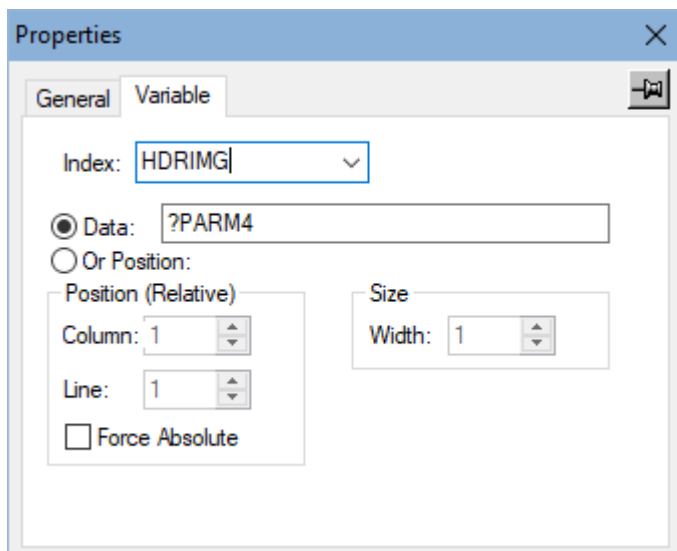 Properties
General Variable
Index: HDRIMG
Data: ?PARM4
Or Position:
Position (Relative) Size
Column: 1 Width: 1
Line: 1
Force Absolute